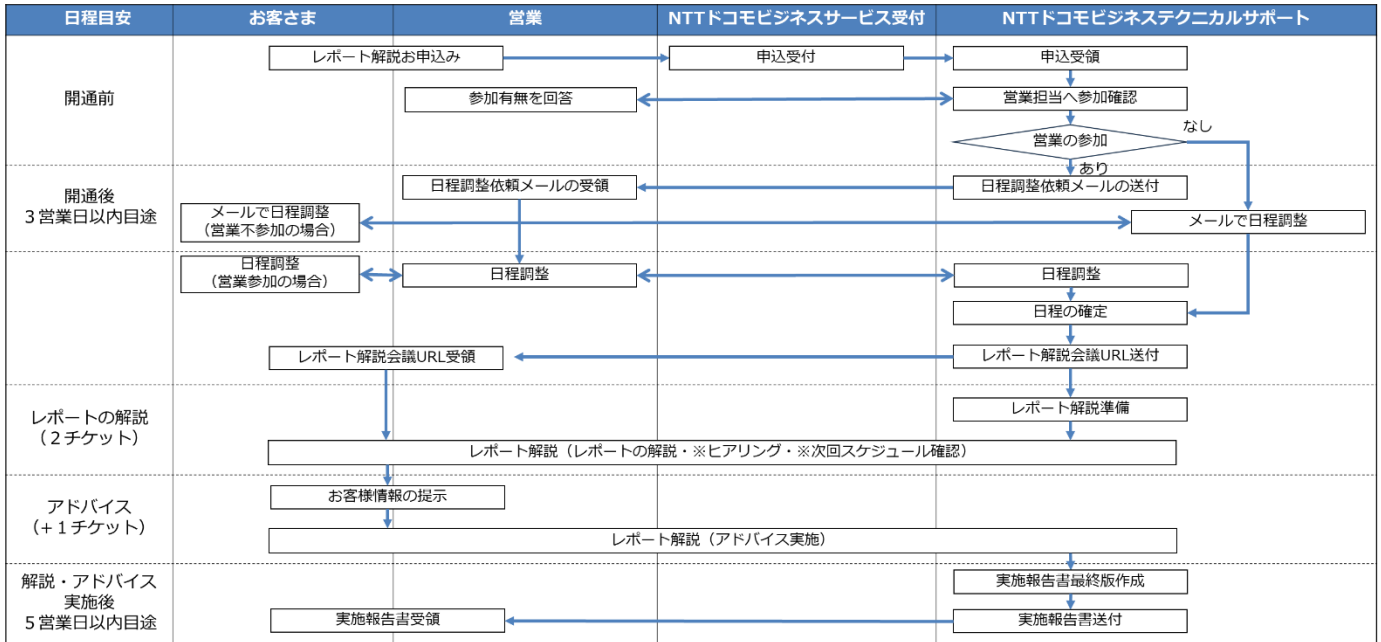 日程目安
お客さま
営業
NTTドコモビジネスサービス受付
NTTドコモビジネステクニカルサポート
開通前
レポート解説お申込み
申込受付
申込受領
参加有無を回答
営業担当へ参加確認
営業の参加
なし
あり
開通後
3営業日以内目途
日程調整依頼メールの受領
日程調整依頼メールの送付
メールで日程調整
(営業不参加の場合)
メールで日程調整
日程調整
(営業参加の場合)
日程調整
日程調整
日程の確定
レポート解説会議URL受領
レポート解説会議URL送付
レポートの解説
(2チケット)
レポート解説準備
レポート解説(レポートの解説・※ヒアリング・※次回スケジュール確認)
アドバイス
(+1チケット)
お客様情報の提示
レポート解説(アドバイス実施)
解説・アドバイス
実施後
5営業日以内目途
実施報告書最終版作成
実施報告書受領
実施報告書送付